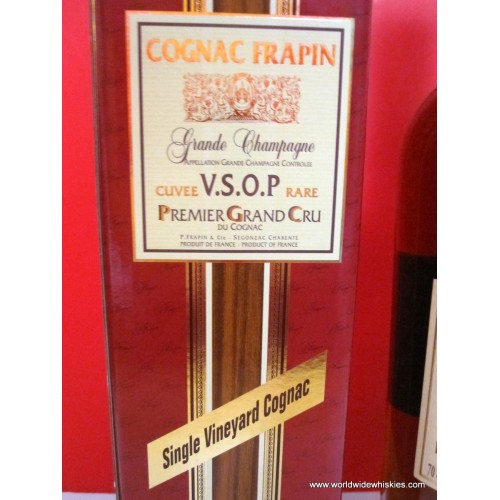 COGNAC FRAPIN
Grande Champagne
APPELLATION GRANDE CHAMPAGNE CONTROLEE
CUVEE V.S.O.P RARE
PREMIER GRAND CRU
DU COGNAC
P. FRAPIN & Cie - SEGONZAC CHARENTE
PRODUIT DE FRANCE - PRODUCT OF FRANCE
Single Vineyard Cognac
70
www.worldwidewhiskies.com